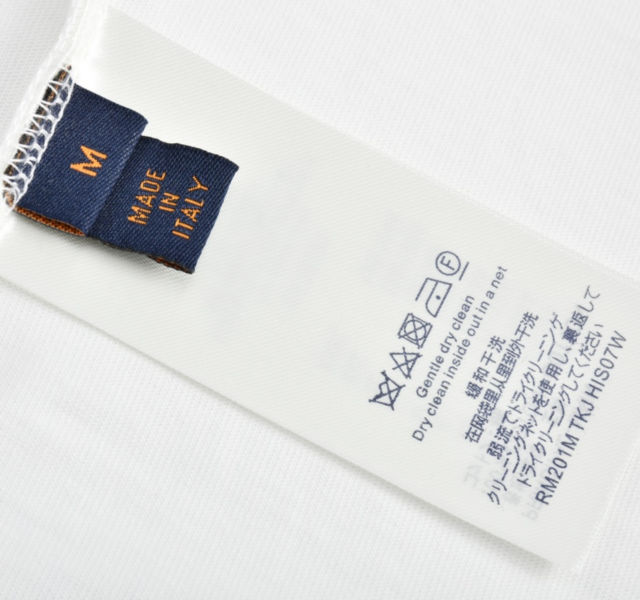 M
MADE
IN
ITALY
Gentle dry clean
Dry clean inside out in a net
缓和干洗
在网袋里从里到外干洗
弱流でドライクリーニング
クリーニングネットを使用し、裏返して
ドライクリーニングしてください
RM201M TKJ HIS07W